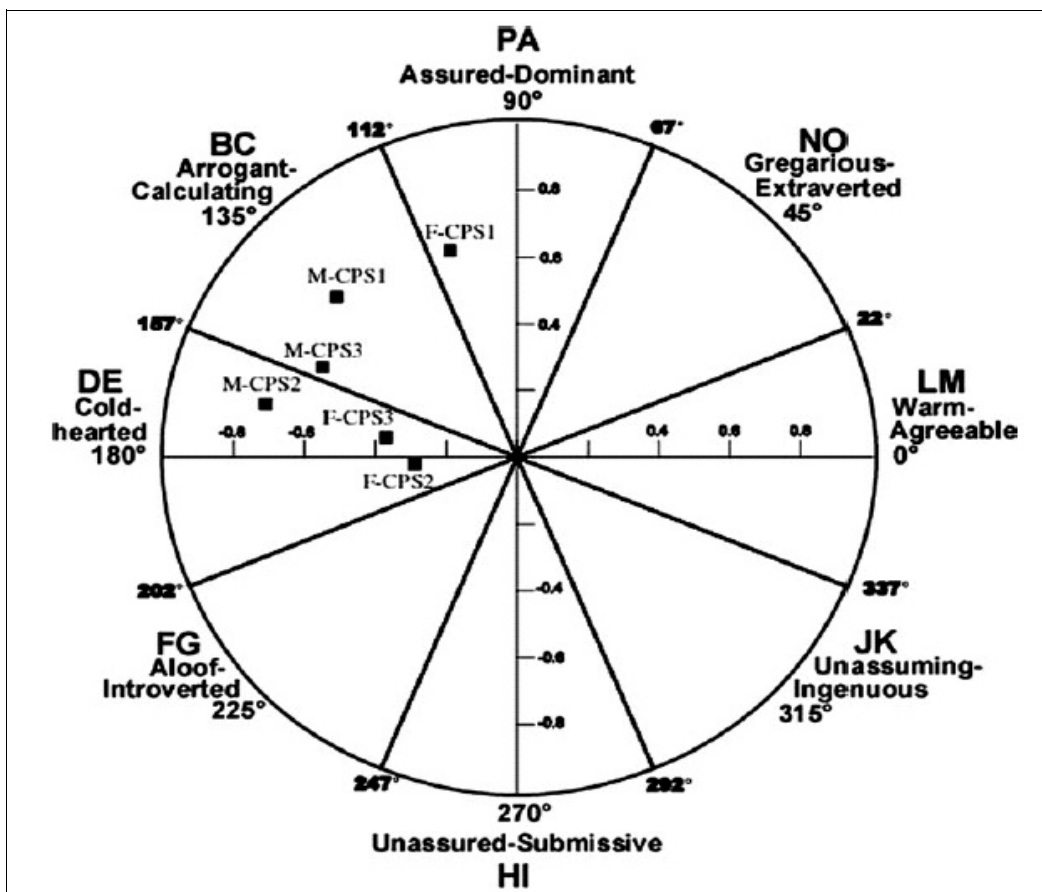 PA
Assured-Dominant
90°
112°
67°
BC
Arrogant-
Calculating
135°
NO
Gregarious-
Extraverted
45°
0.8
F-CPS1
0.6
M-CPS1
157°
0.4
22°
M-CPS3
DE
Cold-
hearted
180°
M-CPS2
LM
Warm-
Agreeable
0°
-0.8
-0.6
F-CPS3
0.4
0.6
0.8
F-CPS2
202°
-0.4
337°
FG
Aloof-
Introverted
225°
-0.6
JK
Unassuming-
Ingenuous
315°
-0.8
247°
292°
270°
Unassured-Submissive
HI